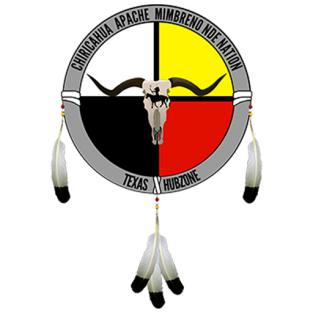 CHIRICAHUA APACHE MIMBRENO NDE NATION
TEXAS HUBZONE